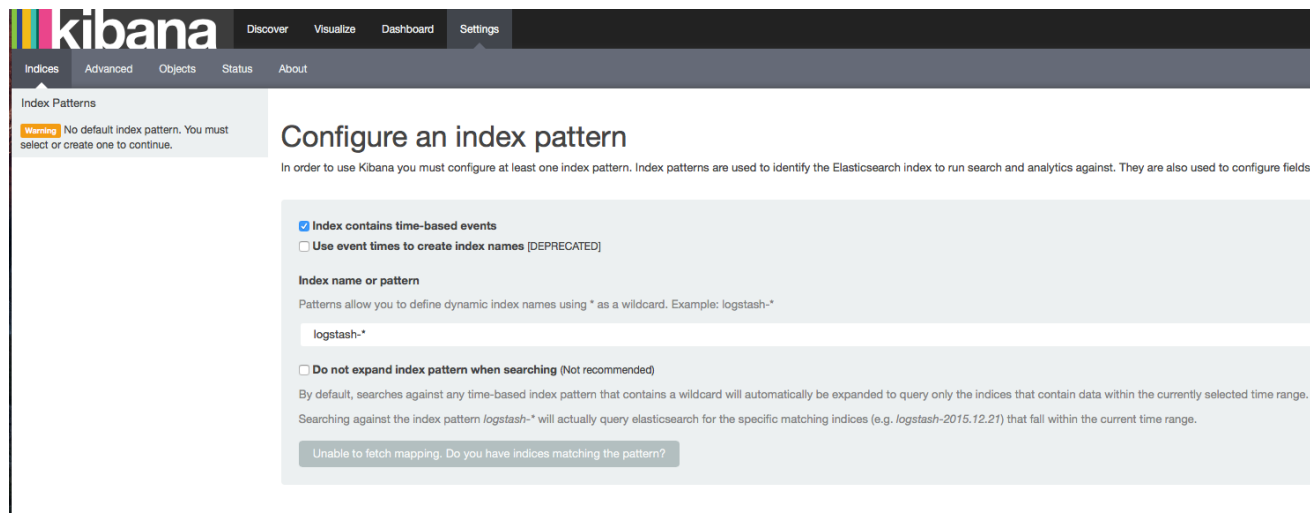 kibana
Discover Visualize Dashboard Settings
Indices Advanced Objects Status About
Index Patterns
Warning No default index pattern. You must
select or create one to continue.
Configure an index pattern
In order to use Kibana you must configure at least one index pattern. Index patterns are used to identify the Elasticsearch index to run search and analytics against. They are also used to configure fields
Index contains time-based events
Use event times to create index names [DEPRECATED]
Index name or pattern
Patterns allow you to define dynamic index names using * as a wildcard. Example: logstash-*
logstash-*
Do not expand index pattern when searching (Not recommended)
By default, searches against any time-based index pattern that contains a wildcard will automatically be expanded to query only the indices that contain data within the currently selected time range.
Searching against the index pattern logstash-* will actually query elasticsearch for the specific matching indices (e.g. logstash-2015.12.21) that fall within the current time range.
Unable to fetch mapping. Do you have indices matching the pattern?